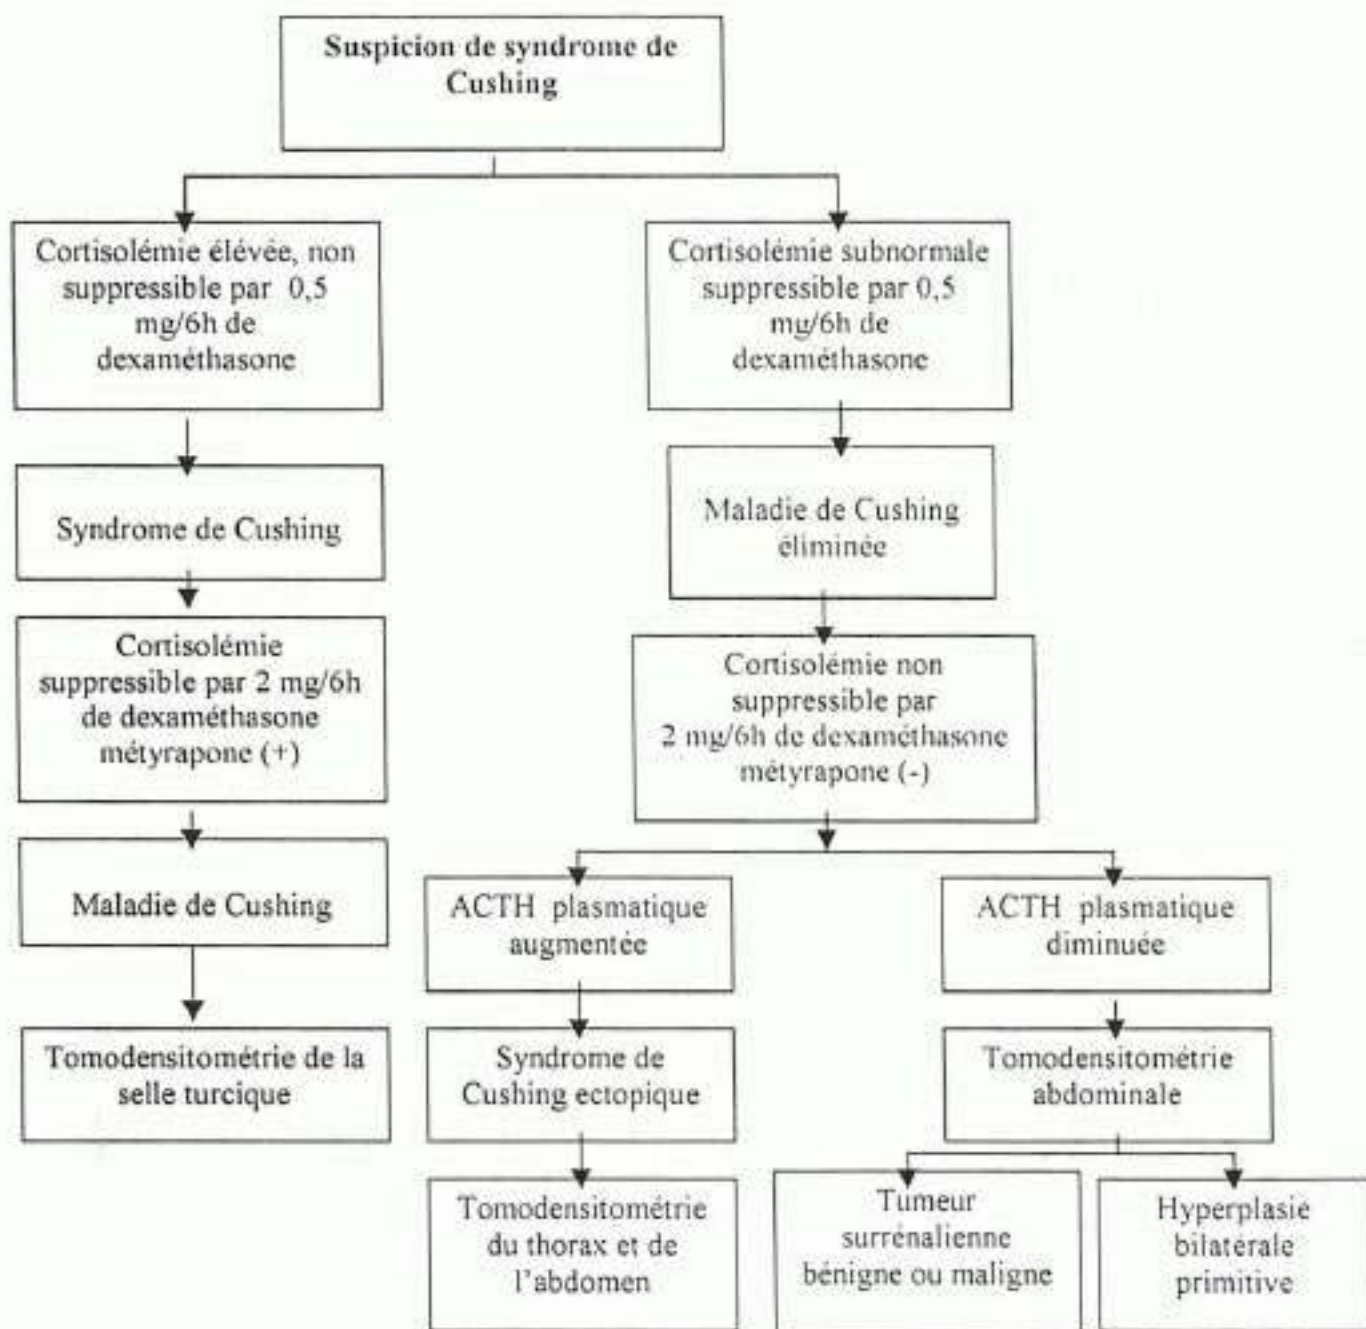 Suspicion de syndrome de
Cushing
Cortisolémie élévée, non
suppressible par 0,5
mg/6h de
dexaméthasone
Cortisolémie subnormale
suppressible par 0,5
mg/6h de
dexaméthasone
Syndrome de Cushing
Maladie de Cushing
éliminée
Cortisolémie
suppressible par 2 mg/6h
de dexaméthasone
métyrapone (+)
Cortisolémie non
suppressible par
2 mg/6h de dexaméthasone
métyrapone (-)
Maladie de Cushing
ACTH plasmatique
augmentée
ACTH plasmatique
diminuée
Tomodensitométrie de la
selle turcique
Syndrome de
Cushing ectopique
Tomodensitométrie
abdominale
Tomodensitométrie
du thorax et de
l'abdomen
Tumeur
surrénalienne
bénigne ou maligne
Hyperplasie
bilatérale
primitive